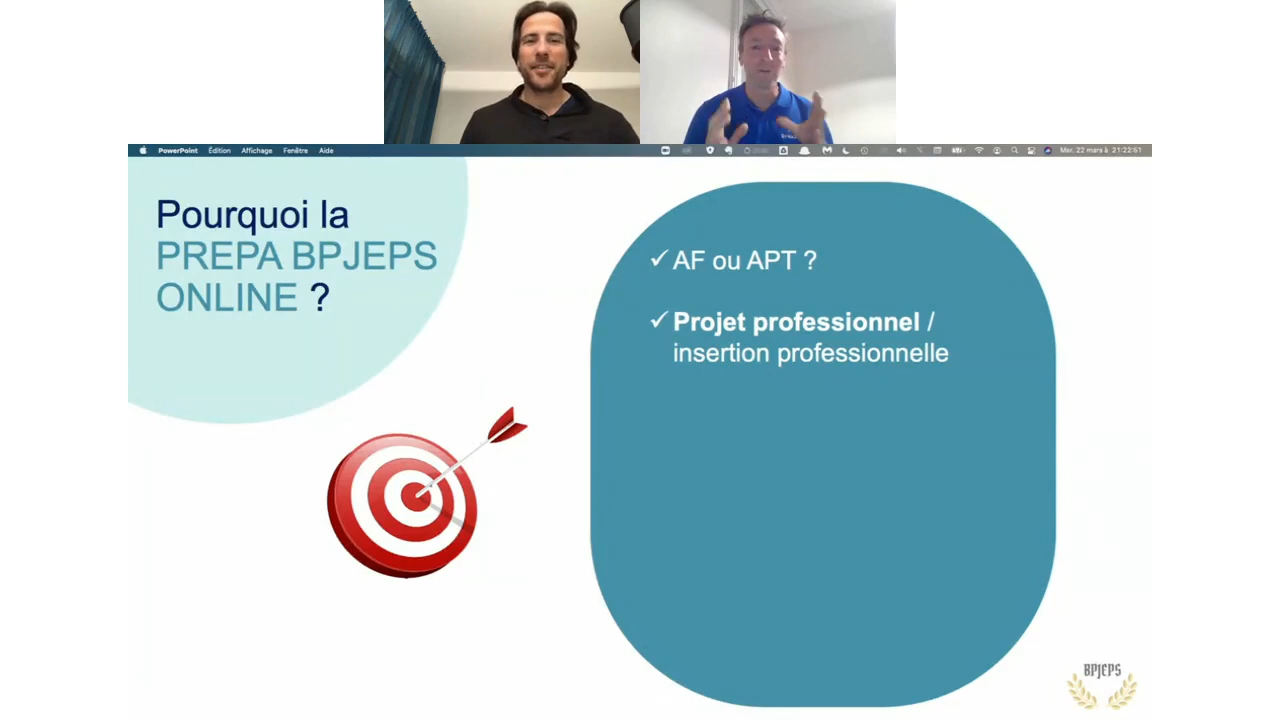 PowerPoint Édition Affichage Fenêtre Aide
Mer. 22 mars à 21:22:51
Pourquoi la
PREPA BPJEPS
ONLINE ?
✓ AF ou APT ?
✓ Projet professionnel /
insertion professionnelle
BPJEPS